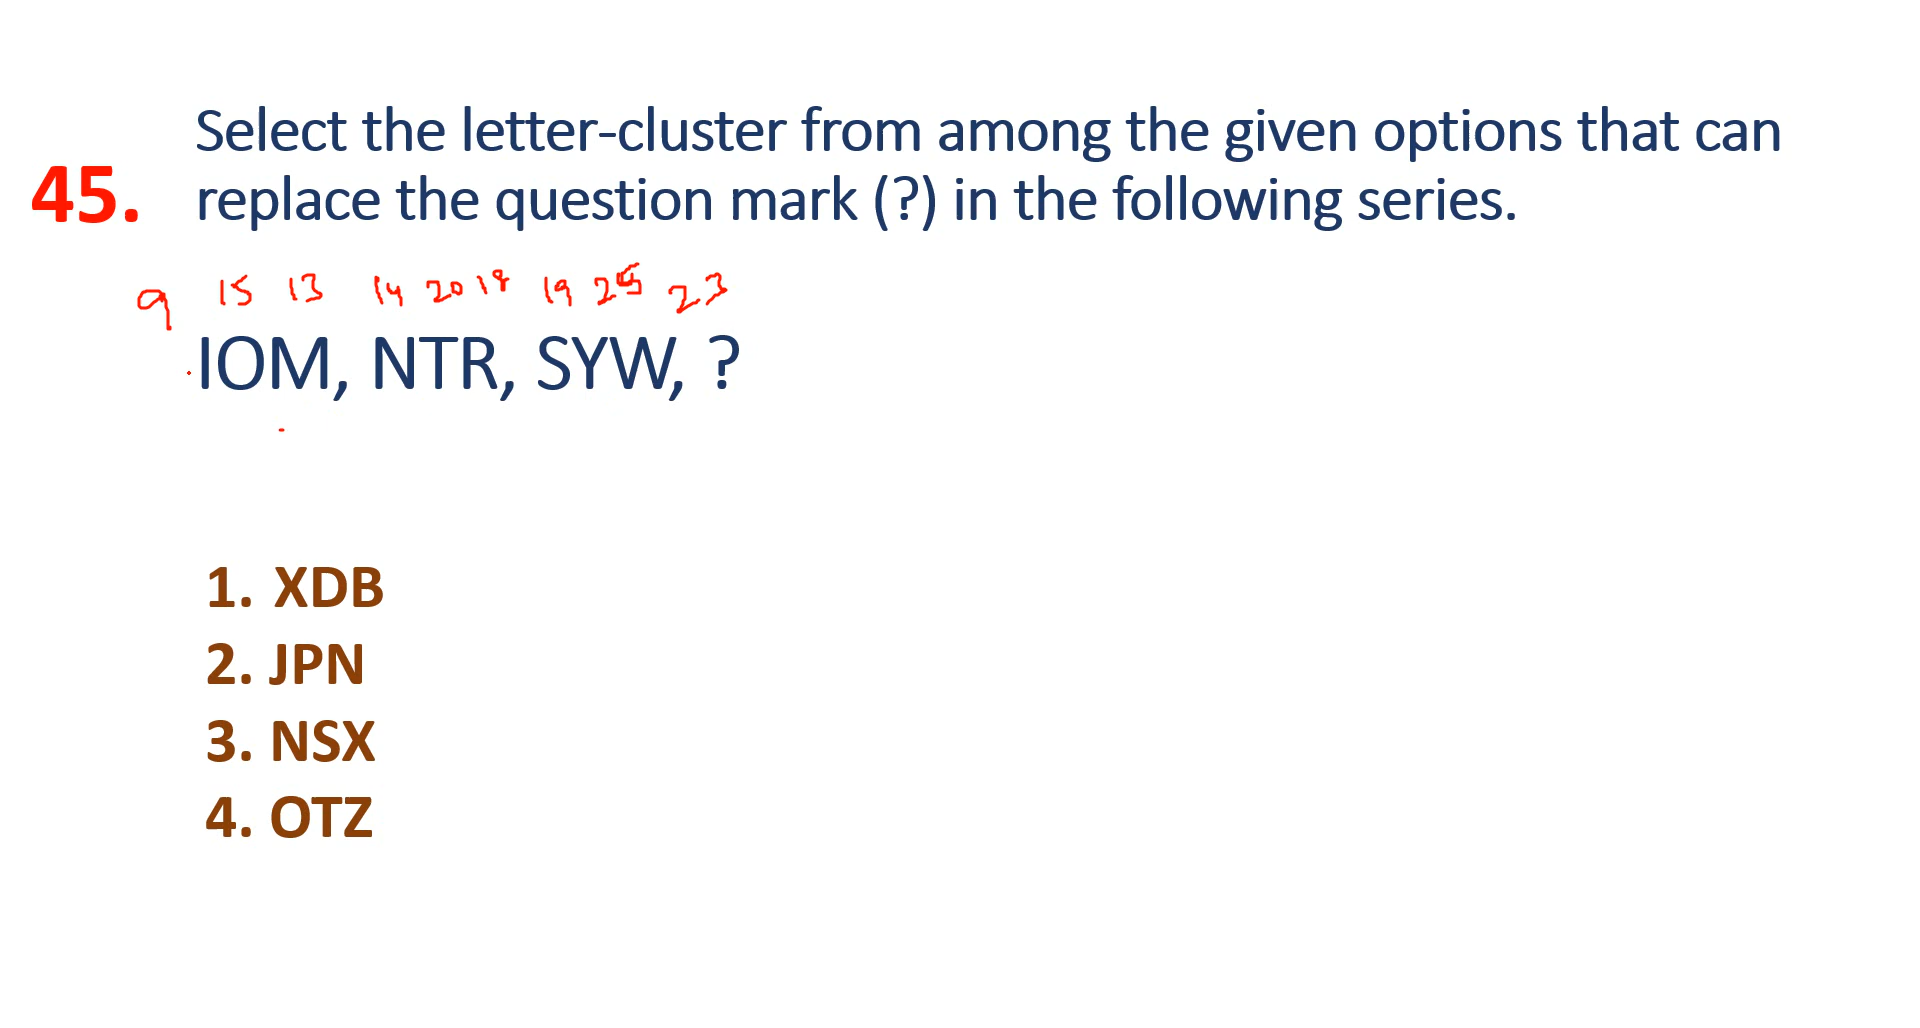 Select the letter-cluster from among the given options that can
45. replace the question mark (?) in the following series.
9 15 13 14 20 18 19 25 23
IOM, NTR, SYW, ?
1. XDB
2. JPN
3. NSX
4. OTZ